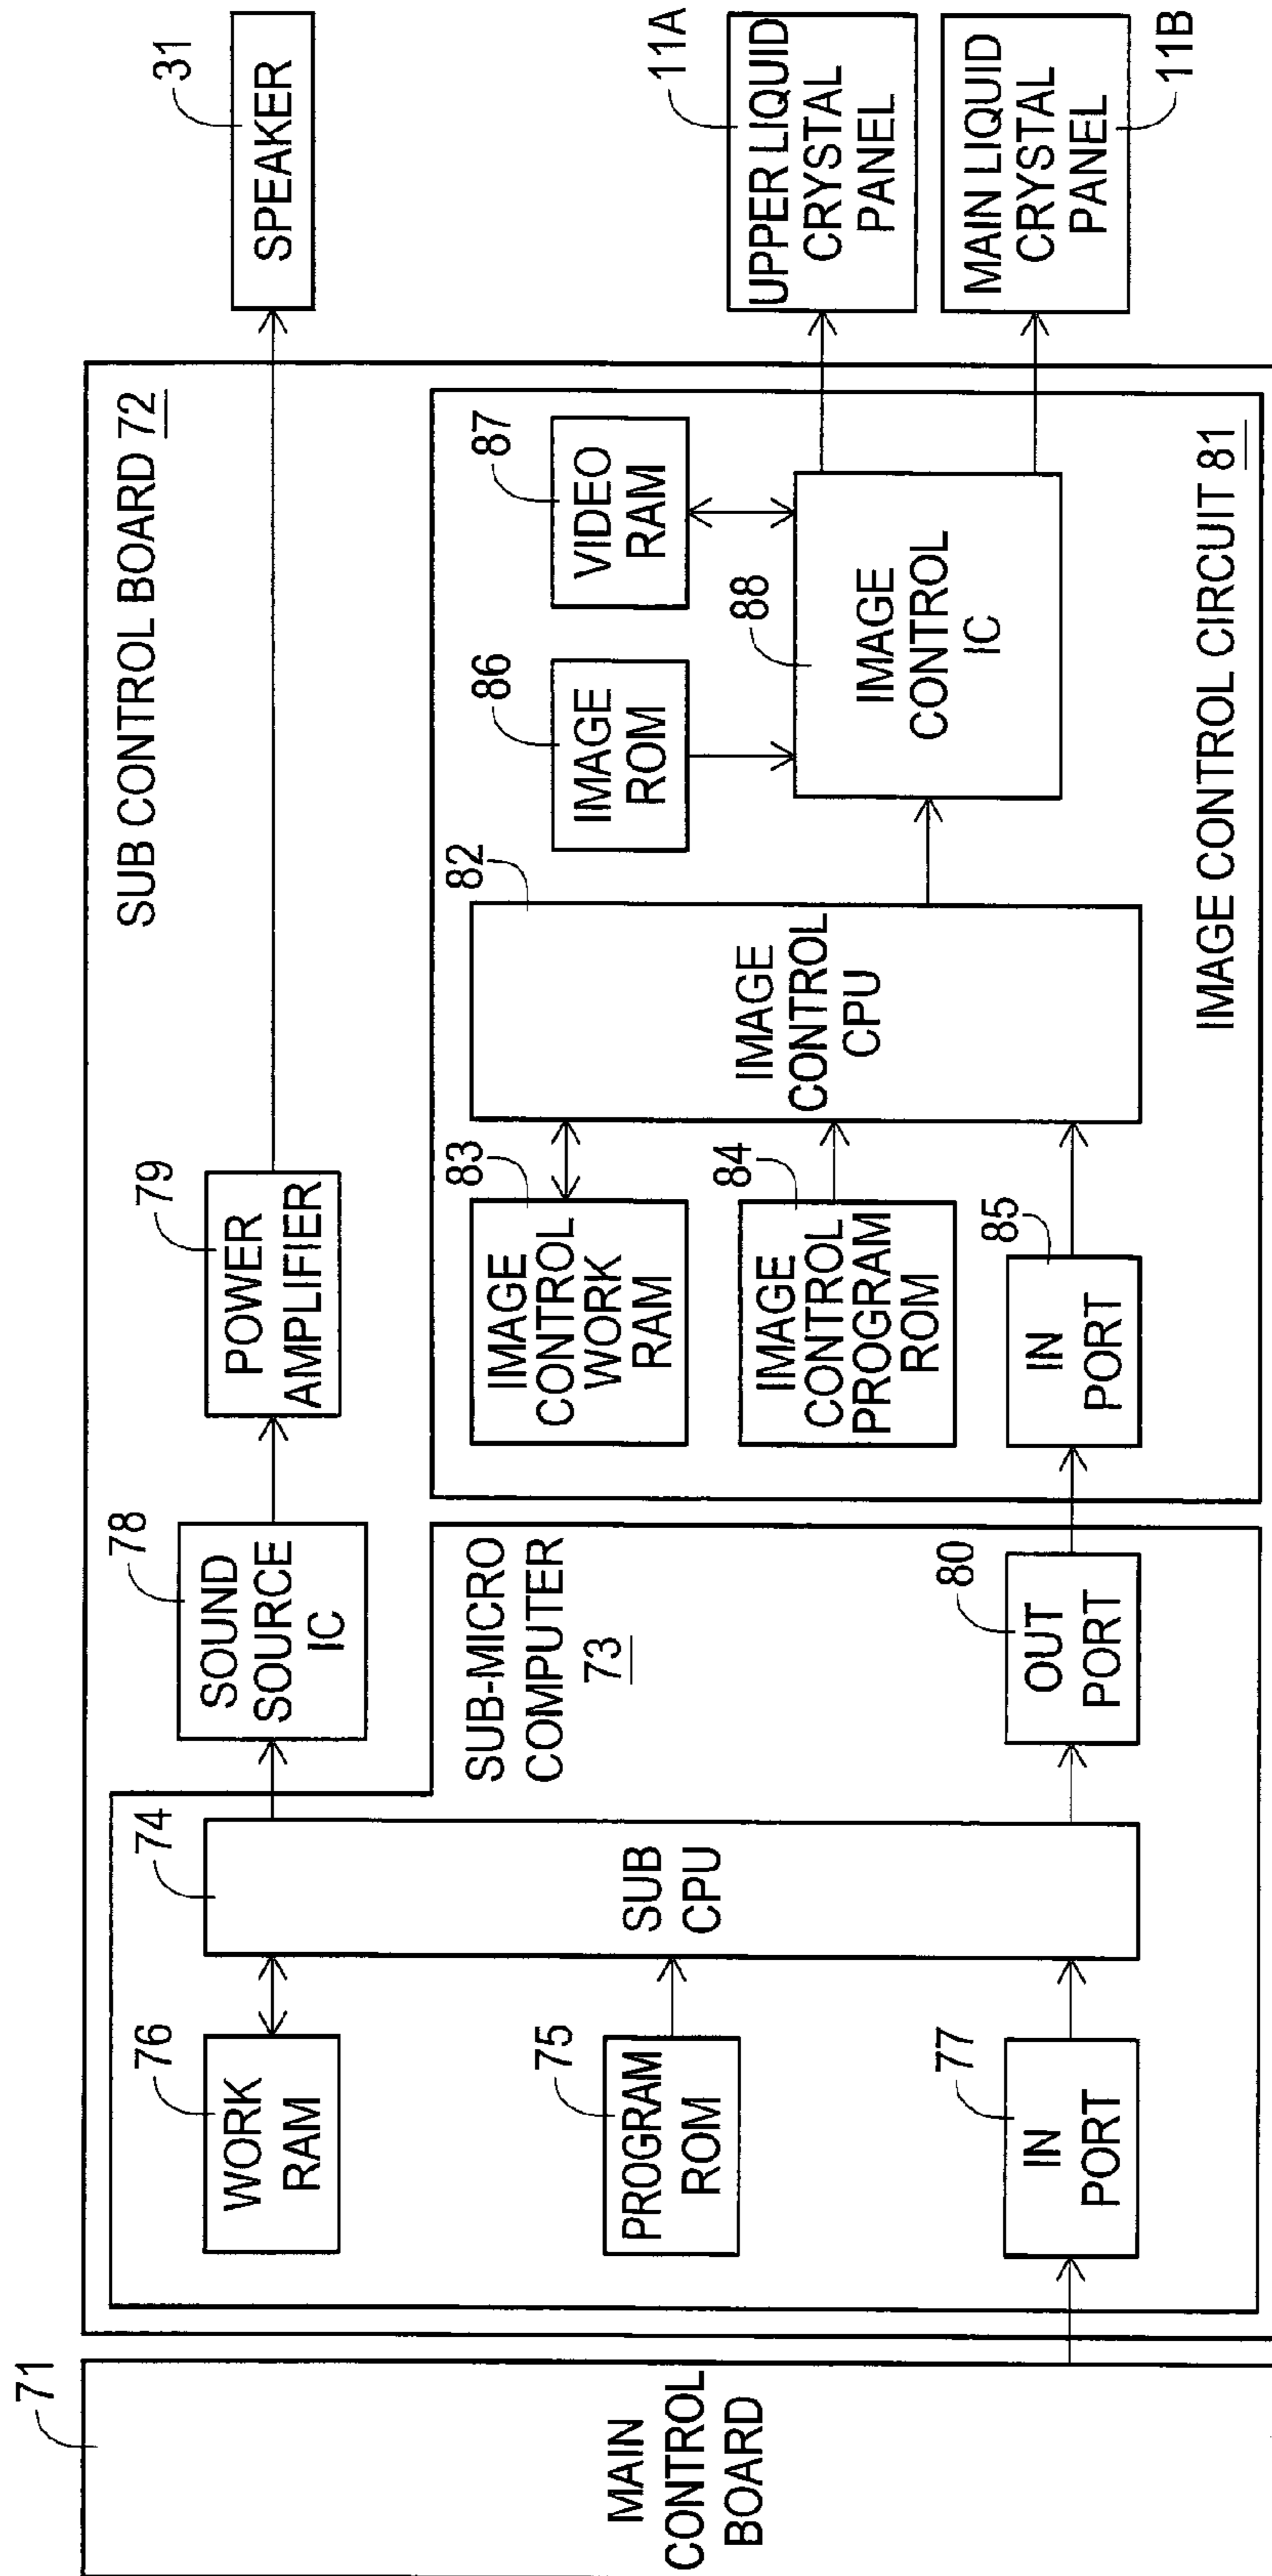 71
MAIN
CONTROL
BOARD
SUB CONTROL BOARD 72
76
WORK
RAM
75
PROGRAM
ROM
77
IN
PORT
74
SUB
CPU
SUB-MICRO
COMPUTER
73
78
SOUND
SOURCE
IC
80
OUT
PORT
79
POWER
AMPLIFIER
83
IMAGE
CONTROL
WORK
RAM
84
IMAGE
CONTROL
PROGRAM
ROM
85
IN
PORT
82
IMAGE
CONTROL
CPU
86
IMAGE
ROM
87
VIDEO
RAM
88
IMAGE
CONTROL
IC
IMAGE CONTROL CIRCUIT 81
31
SPEAKER
11A
UPPER LIQUID
CRYSTAL
PANEL
MAIN LIQUID
CRYSTAL
PANEL
11B